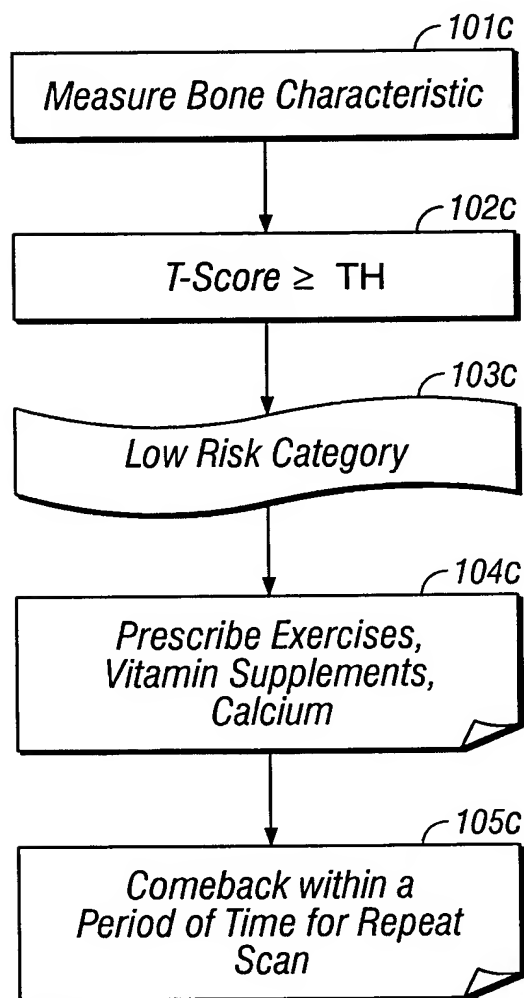 101c
Measure Bone Characteristic
102c
T-Score ≥ TH
103c
Low Risk Category
104c
Prescribe Exercises,
Vitamin Supplements,
Calcium
105c
Comeback within a
Period of Time for Repeat
Scan